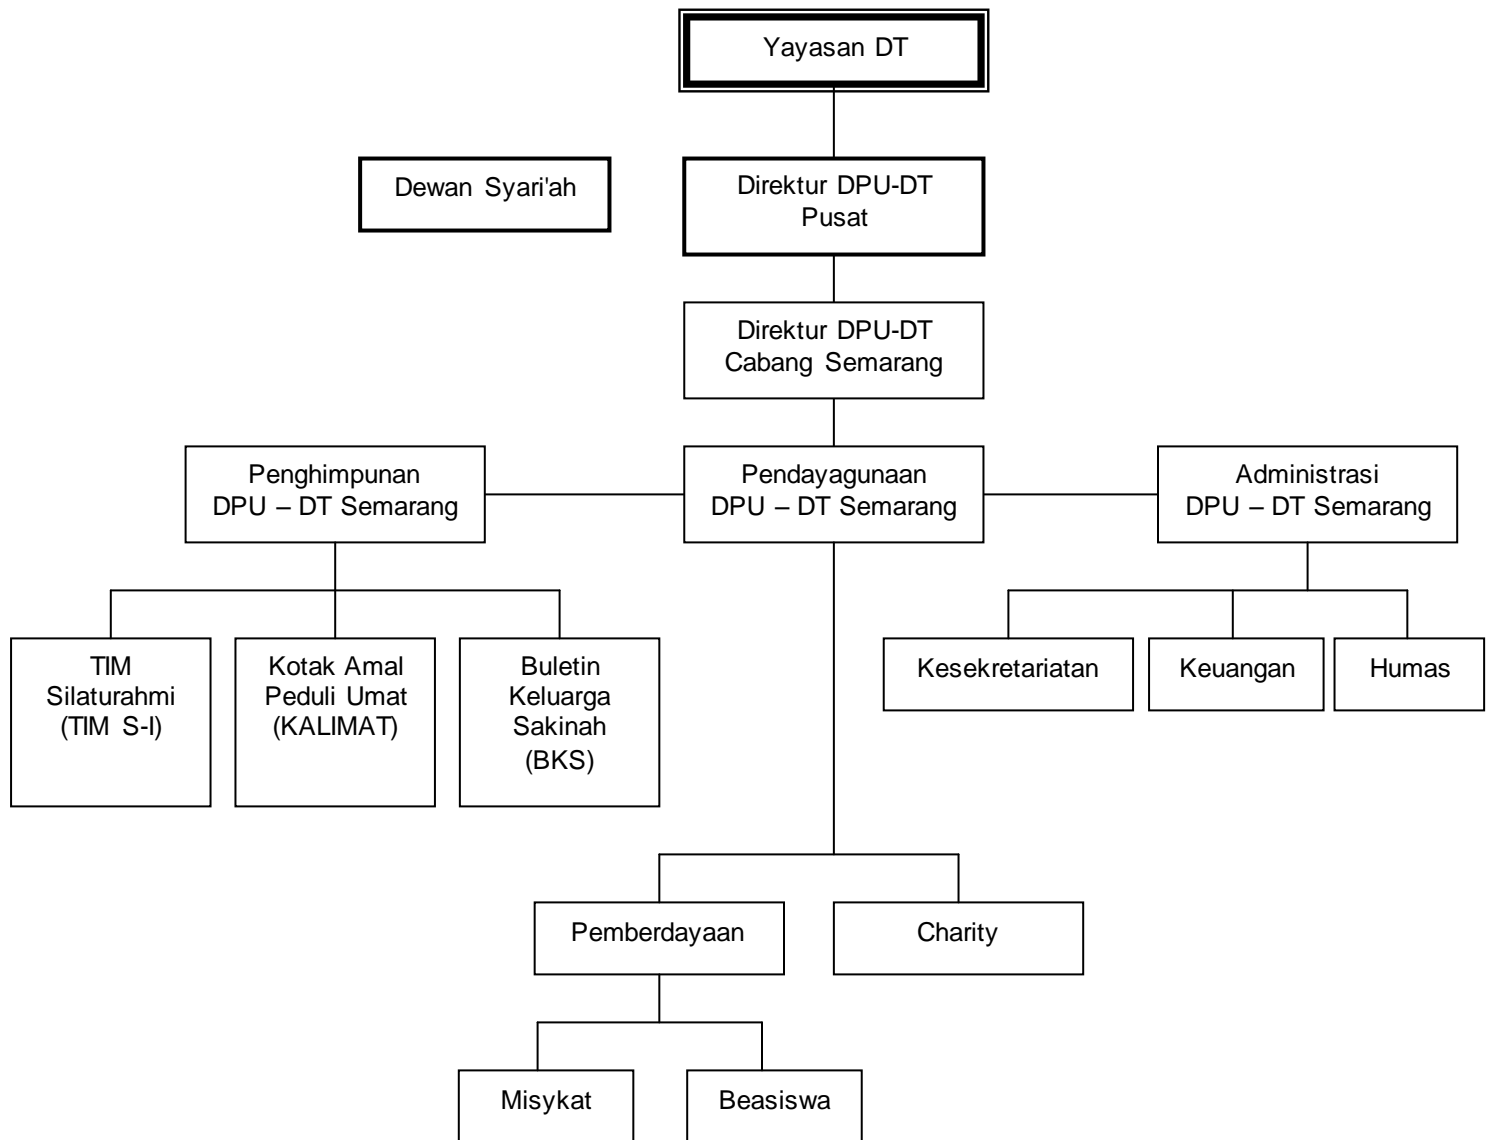 Yayasan DT
Dewan Syari'ah
Direktur DPU-DT
Pusat
Direktur DPU-DT
Cabang Semarang
Penghimpunan
DPU – DT Semarang
Pendayagunaan
DPU – DT Semarang
Administrasi
DPU – DT Semarang
TIM
Silaturahmi
(TIM S-I)
Kotak Amal
Peduli Umat
(KALIMAT)
Buletin
Keluarga
Sakinah
(BKS)
Kesekretariatan
Keuangan
Humas
Pemberdayaan
Charity
Misykat
Beasiswa